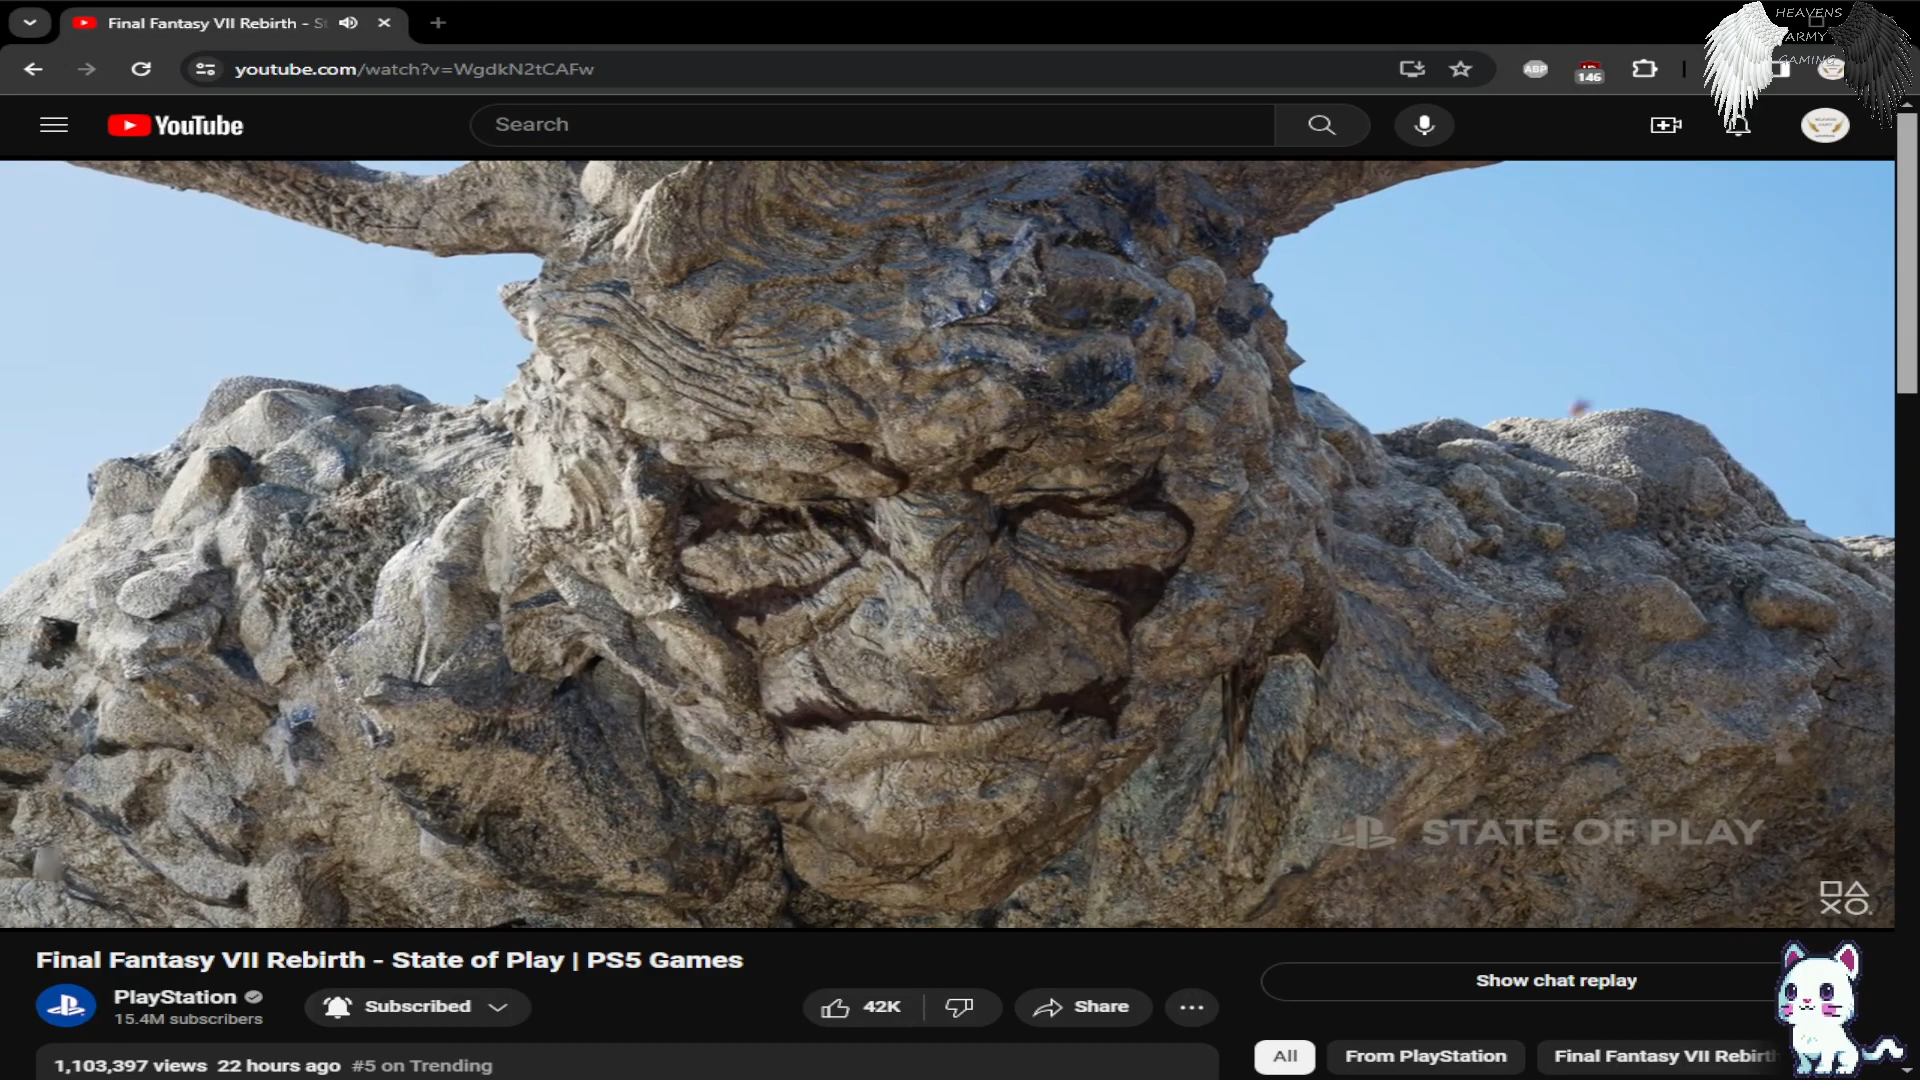 Final Fantasy VII Rebirth - St
HEAVENS
ARMY
GAMING
youtube.com/watch?v=WgdkN2tCAFw
ABP
146
YouTube
Search
STATE OF PLAY
Final Fantasy VII Rebirth - State of Play | PS5 Games
PlayStation
15.4M subscribers
Subscribed
42K
Share
Show chat replay
1,103,397 views 22 hours ago #5 on Trending
All
From PlayStation
Final Fantasy VII Rebirth